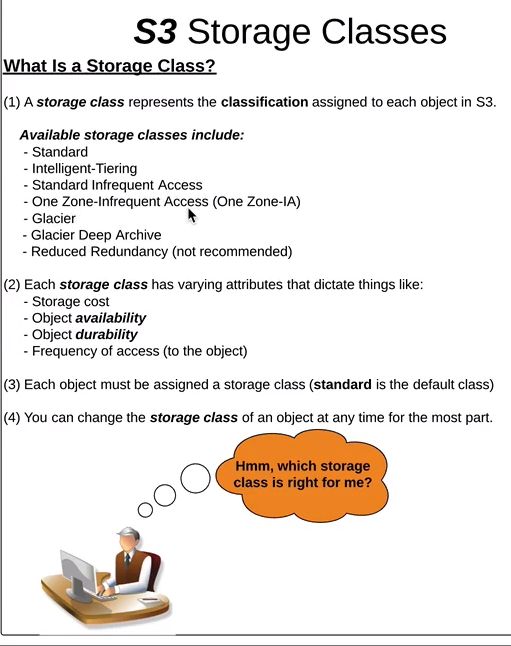 S3 Storage Classes
What Is a Storage Class?
(1) A storage class represents the classification assigned to each object in S3.
Available storage classes include:
- Standard
- Intelligent-Tiering
- Standard Infrequent Access
- One Zone-Infrequent Access (One Zone-IA)
- Glacier
- Glacier Deep Archive
- Reduced Redundancy (not recommended)
(2) Each storage class has varying attributes that dictate things like:
- Storage cost
- Object availability
- Object durability
- Frequency of access (to the object)
(3) Each object must be assigned a storage class (standard is the default class)
(4) You can change the storage class of an object at any time for the most part.
Hmm, which storage
class is right for me?